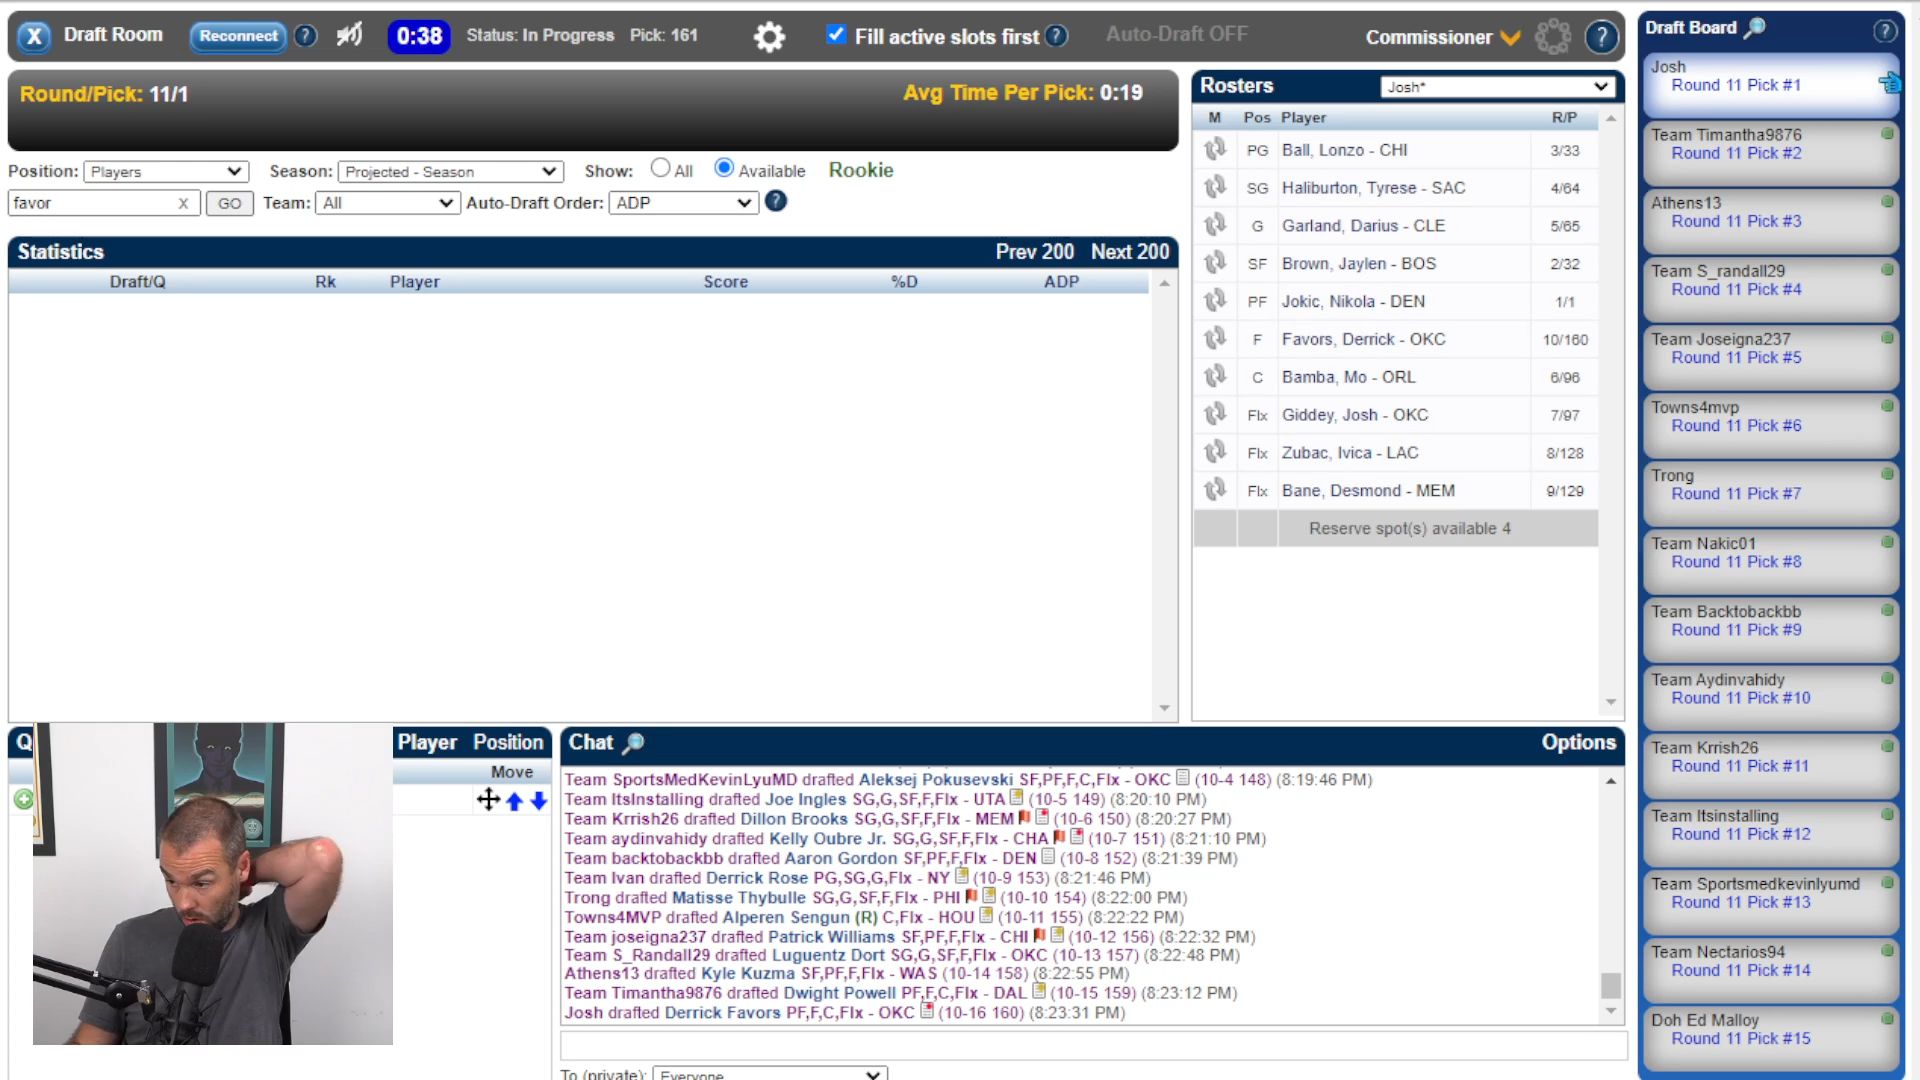 X Draft Room Reconnect ? 0:38 Status: In Progress Pick: 161 Fill active slots first ? Auto-Draft OFF Commissioner ?
Round/Pick: 11/1 Avg Time Per Pick: 0:19
Position: Players Season: Projected - Season Show: All Available Rookie
favor X GO Team: All Auto-Draft Order: ADP ?
Statistics Prev 200 Next 200
Draft/Q Rk Player Score %D ADP
Rosters Josh*
M Pos Player R/P
PG Ball, Lonzo - CHI 3/33
SG Haliburton, Tyrese - SAC 4/64
G Garland, Darius - CLE 5/65
SF Brown, Jaylen - BOS 2/32
PF Jokic, Nikola - DEN 1/1
F Favors, Derrick - OKC 10/160
C Bamba, Mo - ORL 6/96
Flx Giddey, Josh - OKC 7/97
Flx Zubac, Ivica - LAC 8/128
Flx Bane, Desmond - MEM 9/129
Reserve spot(s) available 4
Draft Board ?
Josh
Round 11 Pick #1
Team Timantha9876
Round 11 Pick #2
Athens13
Round 11 Pick #3
Team S_randall29
Round 11 Pick #4
Team Joseigna237
Round 11 Pick #5
Towns4mvp
Round 11 Pick #6
Trong
Round 11 Pick #7
Team Nakic01
Round 11 Pick #8
Team Backtobackbb
Round 11 Pick #9
Team Aydinvahidy
Round 11 Pick #10
Team Krrish26
Round 11 Pick #11
Team Itsinstalling
Round 11 Pick #12
Team Sportsmedkevinlyumd
Round 11 Pick #13
Team Nectarios94
Round 11 Pick #14
Doh Ed Malloy
Round 11 Pick #15
Player Position
Move
Chat Options
Team SportsMedKevinLyuMD drafted Aleksej Pokusevski SF,PF,F,C,Flx - OKC (10-4 148) (8:19:46 PM)
Team ItsInstalling drafted Joe Ingles SG,G,SF,F,Flx - UTA (10-5 149) (8:20:10 PM)
Team Krrish26 drafted Dillon Brooks SG,G,SF,F,Flx - MEM (10-6 150) (8:20:27 PM)
Team aydinvahidy drafted Kelly Oubre Jr. SG,G,SF,F,Flx - CHA (10-7 151) (8:21:10 PM)
Team backtobackbb drafted Aaron Gordon SF,PF,F,Flx - DEN (10-8 152) (8:21:39 PM)
Team Ivan drafted Derrick Rose PG,SG,G,Flx - NY (10-9 153) (8:21:46 PM)
Trong drafted Matisse Thybulle SG,G,SF,F,Flx - PHI (10-10 154) (8:22:00 PM)
Towns4MVP drafted Alperen Sengun (R) C,Flx - HOU (10-11 155) (8:22:22 PM)
Team joseigna237 drafted Patrick Williams SF,PF,F,Flx - CHI (10-12 156) (8:22:32 PM)
Team S_Randall29 drafted Luguentz Dort SG,G,SF,F,Flx - OKC (10-13 157) (8:22:48 PM)
Athens13 drafted Kyle Kuzma SF,PF,F,Flx - WAS (10-14 158) (8:22:55 PM)
Team Timantha9876 drafted Dwight Powell PF,F,C,Flx - DAL (10-15 159) (8:23:12 PM)
Josh drafted Derrick Favors PF,F,C,Flx - OKC (10-16 160) (8:23:31 PM)
To (private): Everyone